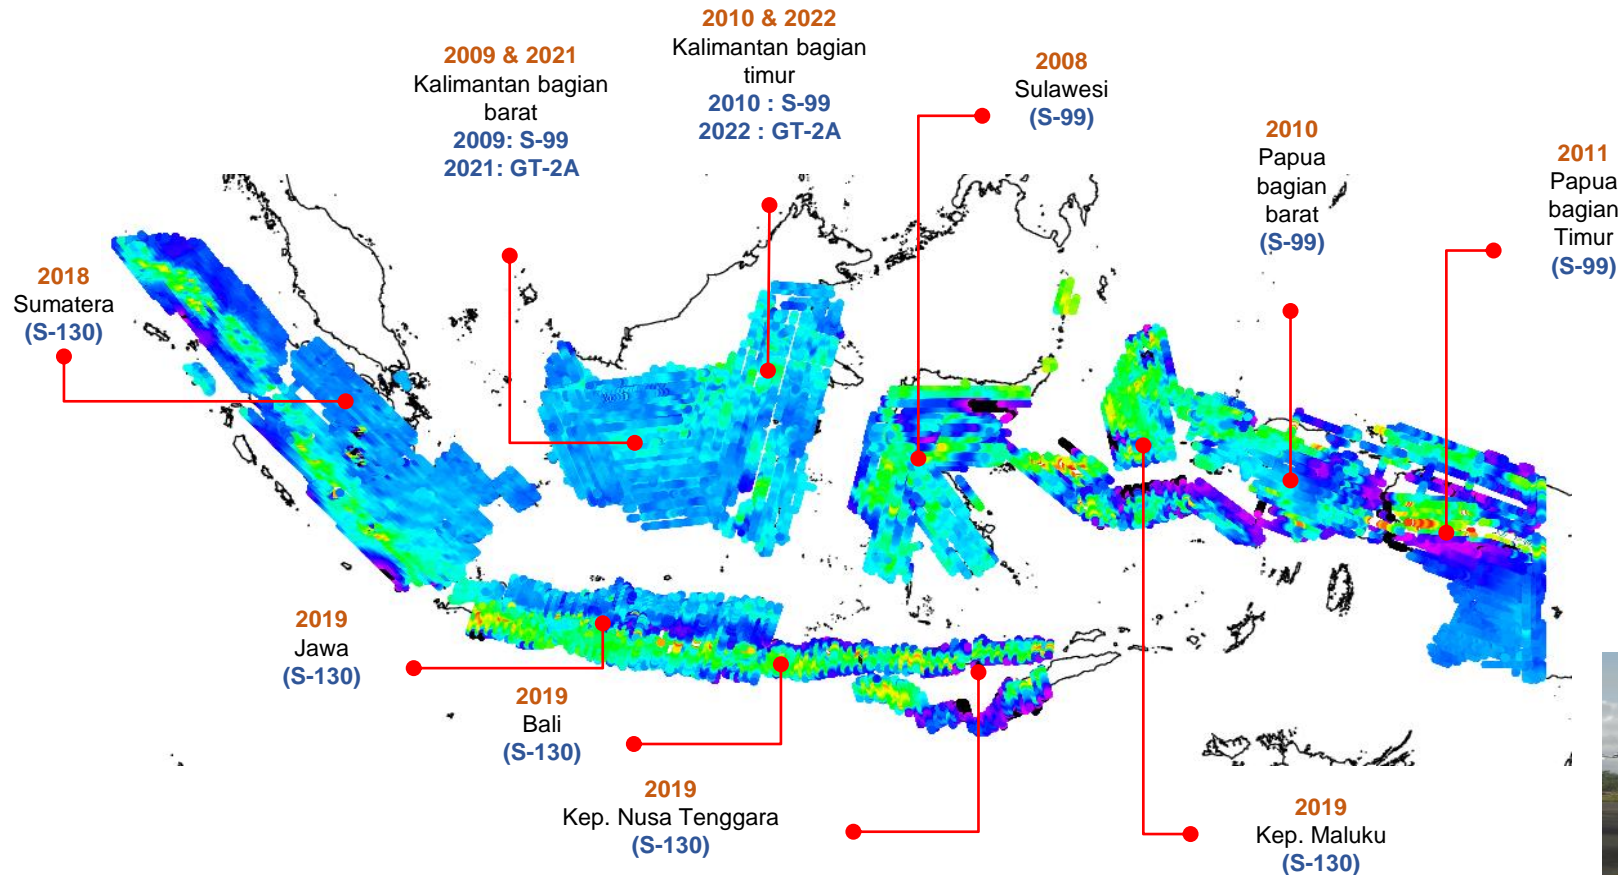 2010 & 2022
Kalimantan bagian
timur
2010 : S-99
2022 : GT-2A
2009 & 2021
Kalimantan bagian
barat
2009: S-99
2021: GT-2A
2008
Sulawesi
(S-99)
2010
Papua
bagian
barat
(S-99)
2011
Papua
bagian
Timur
(S-99)
2018
Sumatera
(S-130)
2019
Jawa
(S-130)
2019
Bali
(S-130)
2019
Kep. Nusa Tenggara
(S-130)
2019
Kep. Maluku
(S-130)